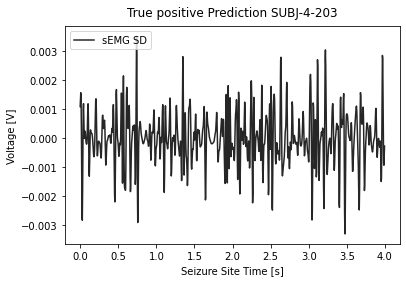 True positive Prediction SUBJ-4-203
sEMG SD
0.003
0.002
0.001
0.000
−0.001
−0.002
−0.003
Voltage [V]
0.0 0.5 1.0 1.5 2.0 2.5 3.0 3.5 4.0
Seizure Site Time [s]